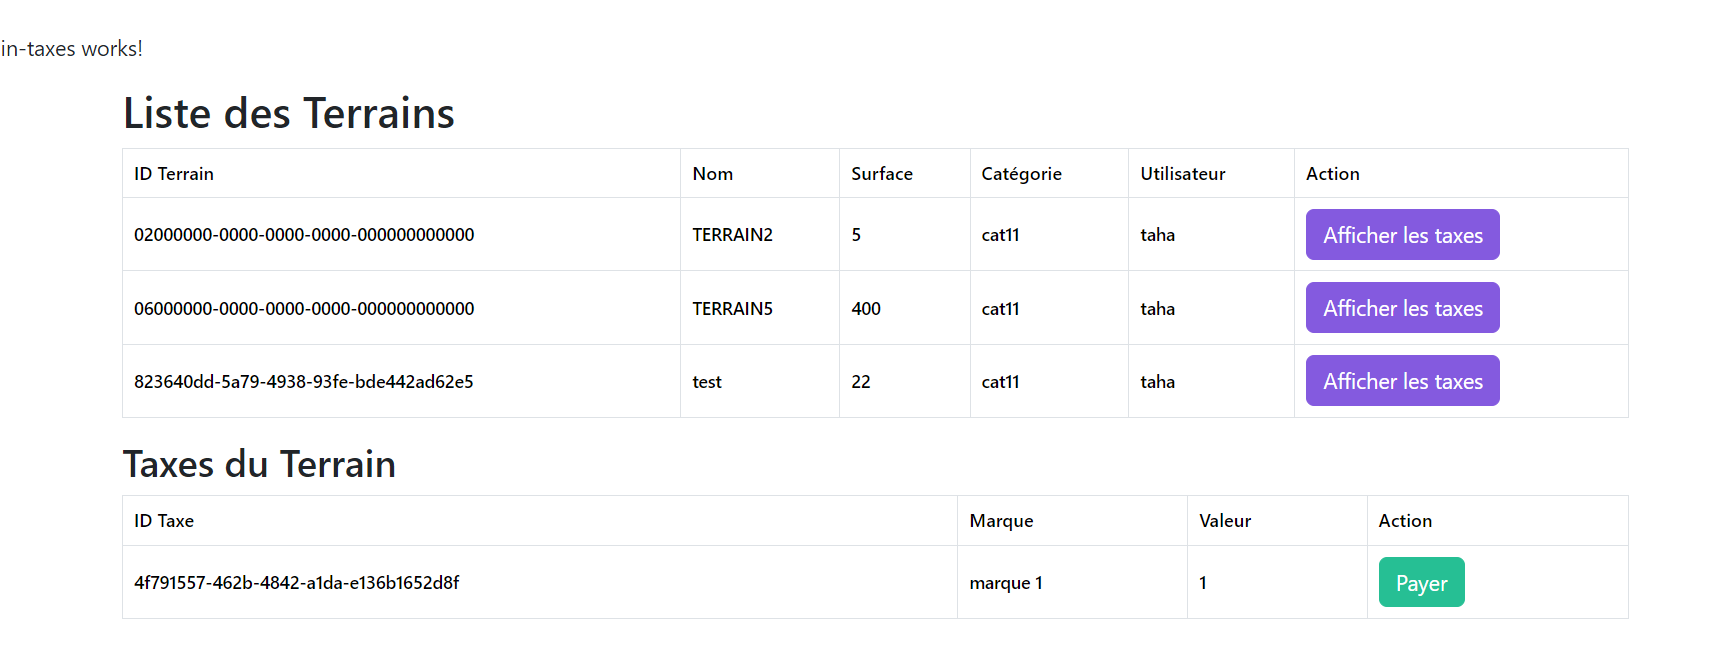 in-taxes works!
Liste des Terrains
ID Terrain Nom Surface Catégorie Utilisateur Action
02000000-0000-0000-0000-000000000000 TERRAIN2 5 cat11 taha Afficher les taxes
06000000-0000-0000-0000-000000000000 TERRAIN5 400 cat11 taha Afficher les taxes
823640dd-5a79-4938-93fe-bde442ad62e5 test 22 cat11 taha Afficher les taxes
Taxes du Terrain
ID Taxe Marque Valeur Action
4f791557-462b-4842-a1da-e136b1652d8f marque 1 1 Payer